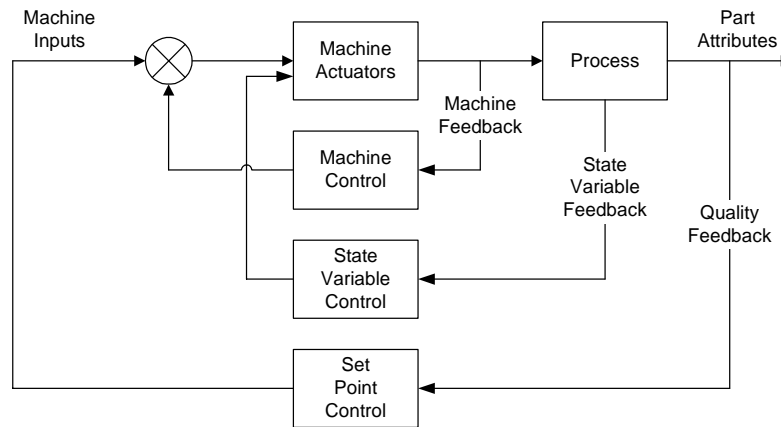 Machine
Inputs
Part
Attributes
Machine
Actuators
Process
Machine
Feedback
Machine
Control
State
Variable
Feedback
Quality
Feedback
State
Variable
Control
Set
Point
Control